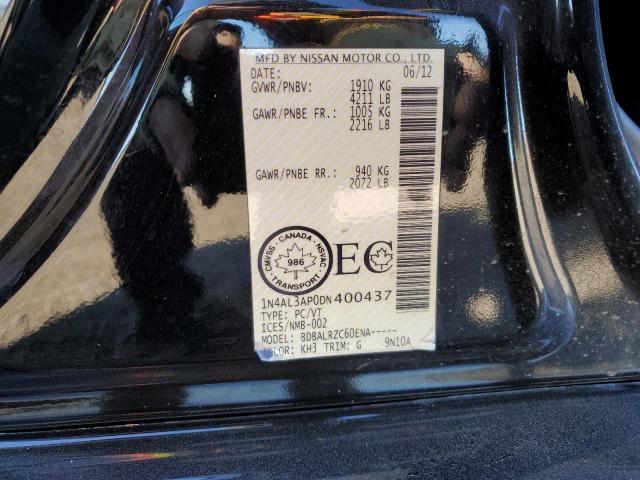 MFD BY NISSAN MOTOR CO., LTD.
DATE: 06/12
GVWR/PNBV: 1910 KG
4211 LB
GAWR/PNBE FR.: 1005 KG
2216 LB
GAWR/PNBE RR.: 940 KG
2072 LB
CANADA
CMVSS NSVAC
986
TRANSPORT
EC
1N4AL3AP0DN400437
TYPE: PC/VT
ICES/NMB-002
MODEL: BDBALRZC60ENA-----
COLOR: KH3 TRIM: G 9N10A